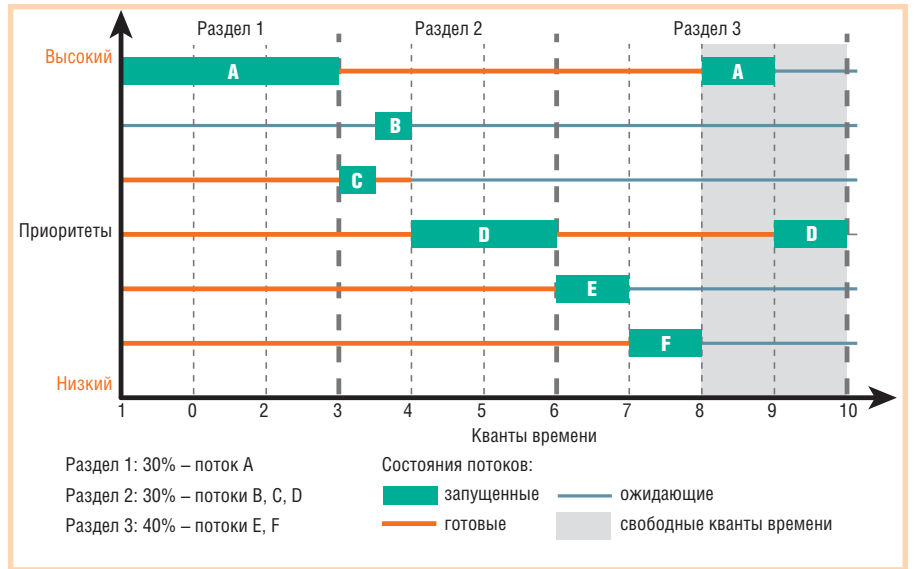 Раздел 1 Раздел 2 Раздел 3
Высокий
A A
B
C
Приоритеты
D D
E
F
Низкий
1 0 2 3 4 5 6 7 8 9 10
Кванты времени
Раздел 1: 30% – поток A
Раздел 2: 30% – потоки B, C, D
Раздел 3: 40% – потоки E, F
Состояния потоков:
запущенные ожидающие
готовые свободные кванты времени